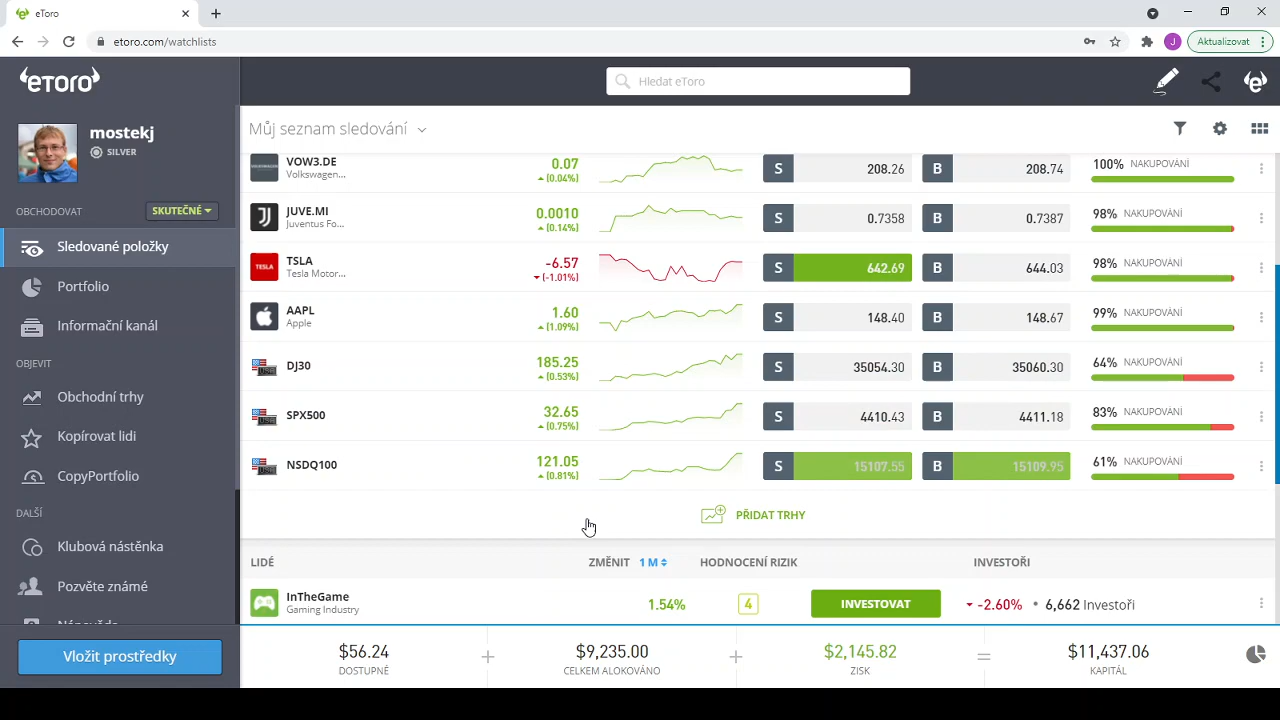 eToro
etoro.com/watchlists
J
Aktualizovat
eToro
Hledat eToro
mostekj
SILVER
OBCHODOVAT
SKUTEČNÉ
Sledované položky
Portfolio
Informační kanál
OBJEVIT
Obchodní trhy
Kopírovat lidi
CopyPortfolio
DALŠÍ
Klubová nástěnka
Pozvěte známé
Nápověda
Vložit prostředky
Můj seznam sledování
VOW3.DE 0.07 S 208.26 B 208.74 100% NAKUPOVÁNÍ
Volkswagen... (0.04%)
JUVE.MI 0.0010 S 0.7358 B 0.7387 98% NAKUPOVÁNÍ
Juventus Fo... (0.14%)
TESLA TSLA -6.57 S 642.69 B 644.03 98% NAKUPOVÁNÍ
Tesla Motor... (-1.01%)
AAPL 1.60 S 148.40 B 148.67 99% NAKUPOVÁNÍ
Apple (1.09%)
DJ30 185.25 S 35054.30 B 35060.30 64% NAKUPOVÁNÍ
(0.53%)
SPX500 32.65 S 4410.43 B 4411.18 83% NAKUPOVÁNÍ
(0.75%)
NSDQ100 121.05 S 15107.55 B 15109.95 61% NAKUPOVÁNÍ
(0.81%)
PŘIDAT TRHY
LIDÉ ZMĚNIT 1 M HODNOCENÍ RIZIK INVESTOŘI
InTheGame 1.54% 4 INVESTOVAT -2.60% • 6,662 Investoři
Gaming Industry
$56.24 + $9,235.00 + $2,145.82 = $11,437.06
DOSTUPNÉ CELKEM ALOKOVÁNO ZISK KAPITÁL